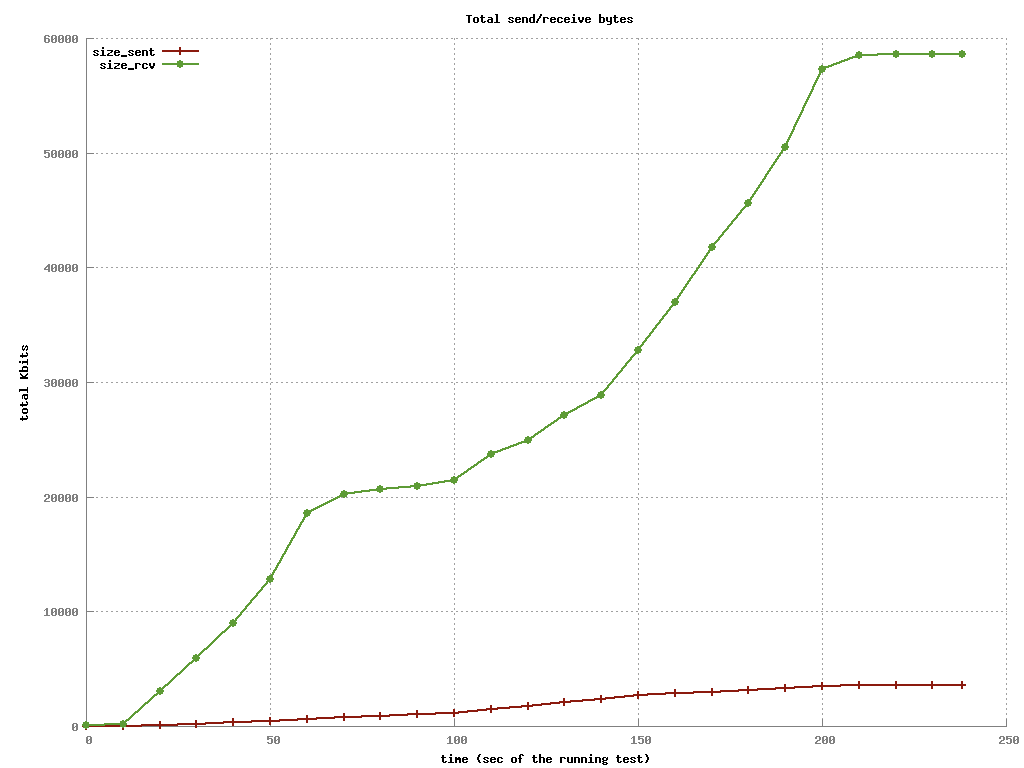 Total send/receive bytes
60000
size_sent
size_rcv
50000
40000
30000
total Kbits
20000
10000
0
0 50 100 150 200 250
time (sec of the running test)